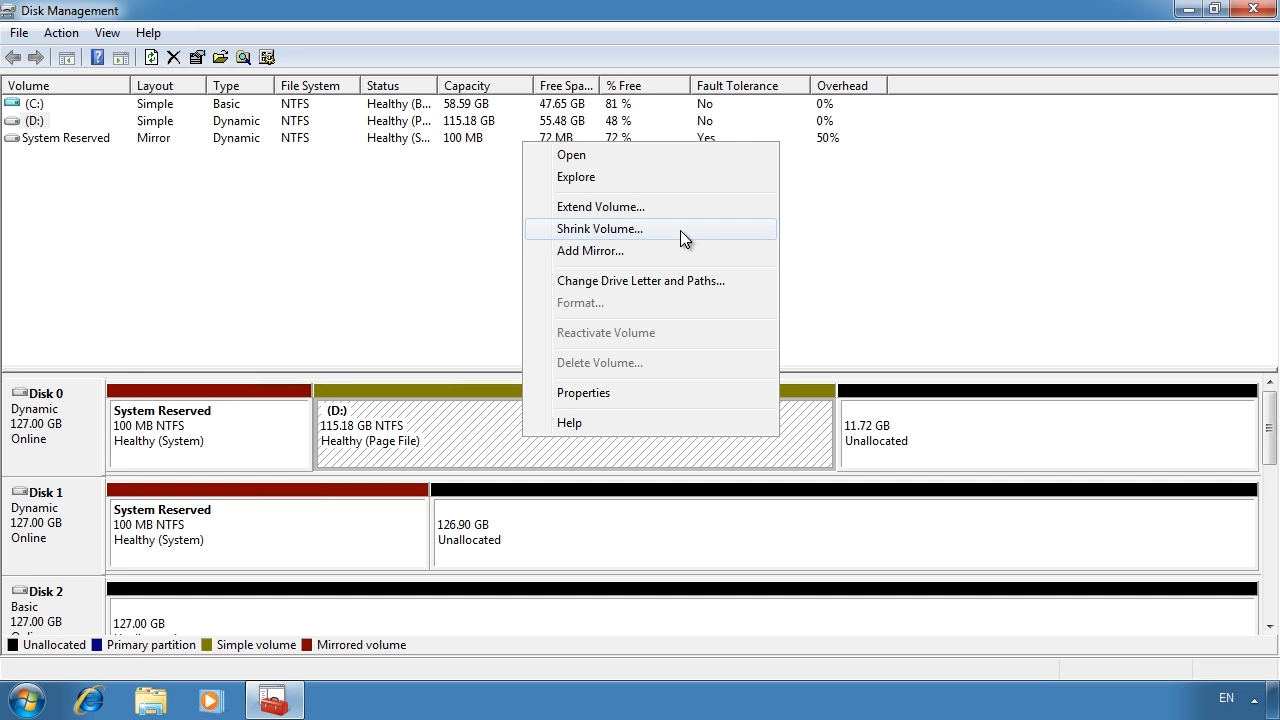 Disk Management
File Action View Help
Volume Layout Type File System Status Capacity Free Spa... % Free Fault Tolerance Overhead
(C:) Simple Basic NTFS Healthy (B... 58.59 GB 47.65 GB 81 % No 0%
(D:) Simple Dynamic NTFS Healthy (P... 115.18 GB 55.48 GB 48 % No 0%
System Reserved Mirror Dynamic NTFS Healthy (S... 100 MB 72 MB 72 % Yes 50%
Open
Explore
Extend Volume...
Shrink Volume...
Add Mirror...
Change Drive Letter and Paths...
Format...
Reactivate Volume
Delete Volume...
Properties
Help
Disk 0
Dynamic
127.00 GB
Online
System Reserved
100 MB NTFS
Healthy (System)
(D:)
115.18 GB NTFS
Healthy (Page File)
11.72 GB
Unallocated
Disk 1
Dynamic
127.00 GB
Online
System Reserved
100 MB NTFS
Healthy (System)
126.90 GB
Unallocated
Disk 2
Basic
127.00 GB
127.00 GB
Unallocated Primary partition Simple volume Mirrored volume
EN